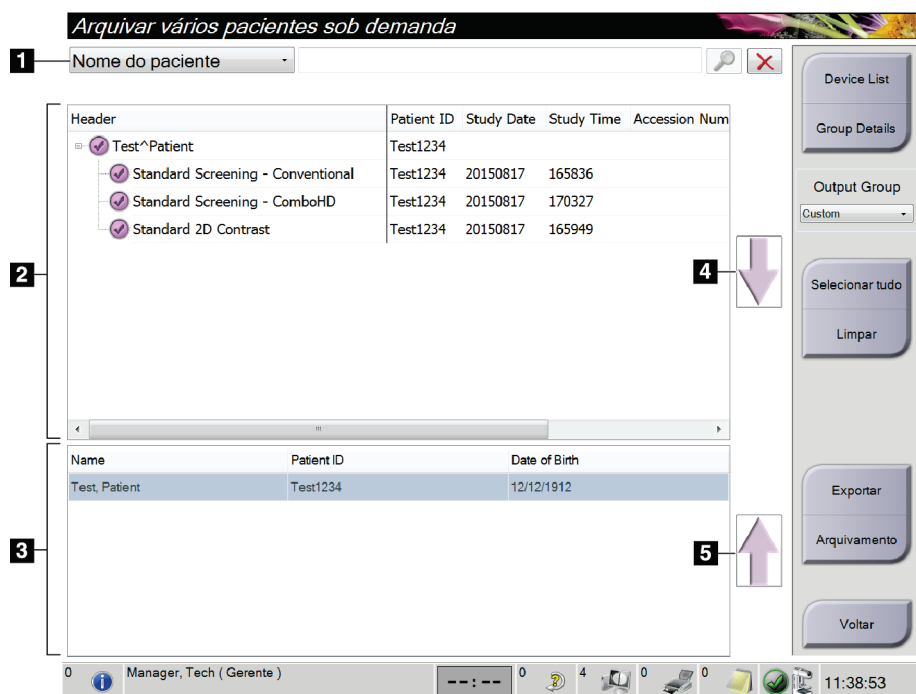 Arquivar vários pacientes sob demanda
1
Nome do paciente
Device List
Group Details
Output Group
Custom
Header Patient ID Study Date Study Time Accession Num
Test^Patient Test1234
Standard Screening - Conventional Test1234 20150817 165836
Standard Screening - ComboHD Test1234 20150817 170327
Standard 2D Contrast Test1234 20150817 165949
2
4
Selecionar tudo
Limpar
Name Patient ID Date of Birth
Test, Patient Test1234 12/12/1912
3
5
Exportar
Arquivamento
Voltar
0 Manager, Tech ( Gerente ) --:-- 0 4 0 0 11:38:53